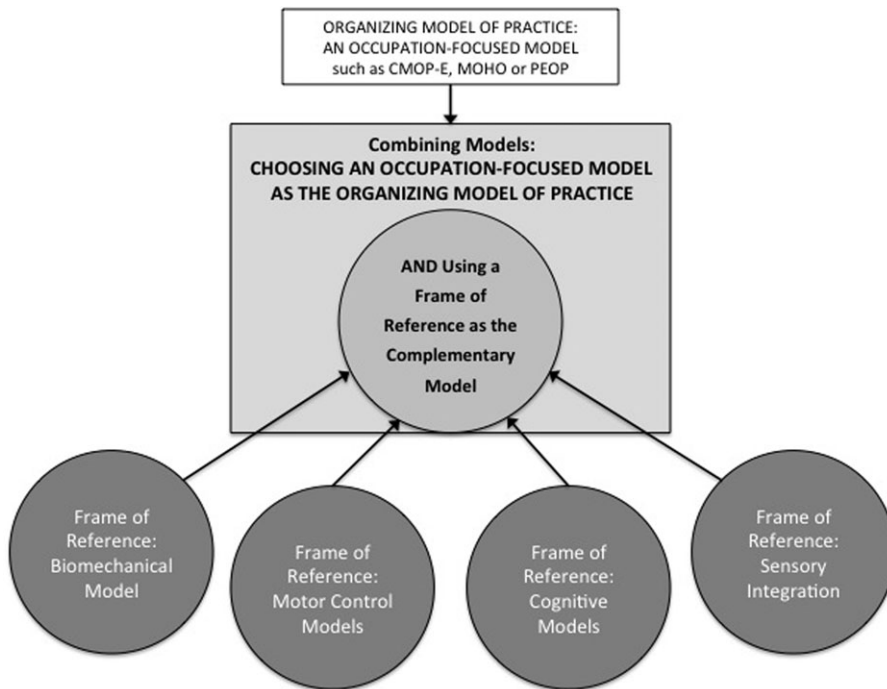 ORGANIZING MODEL OF PRACTICE:
AN OCCUPATION-FOCUSED MODEL
such as CMOP-E, MOHO or PEOP
Combining Models:
CHOOSING AN OCCUPATION-FOCUSED MODEL
AS THE ORGANIZING MODEL OF PRACTICE
AND Using a
Frame of
Reference as the
Complementary
Model
Frame of
Reference:
Biomechanical
Model
Frame of
Reference:
Motor Control
Models
Frame of
Reference:
Cognitive
Models
Frame of
Reference:
Sensory
Integration